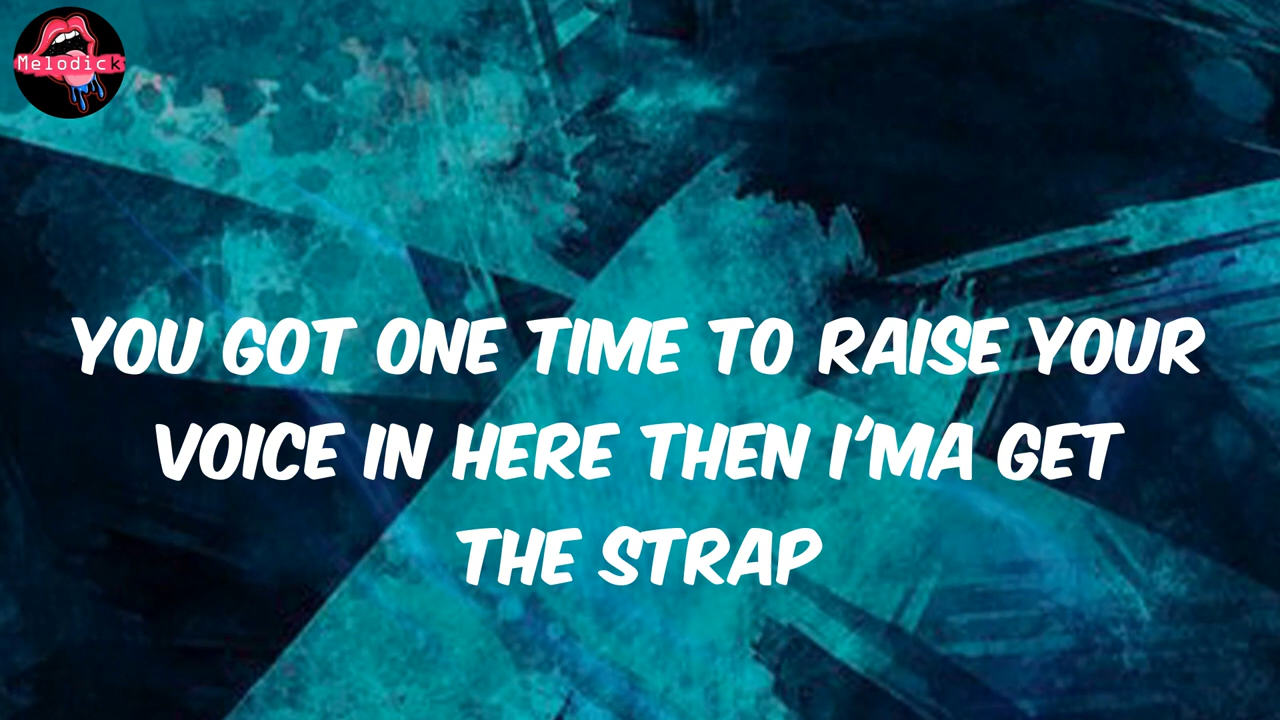 Melodick
YOU GOT ONE TIME TO RAISE YOUR
VOICE IN HERE THEN I'MA GET
THE STRAP